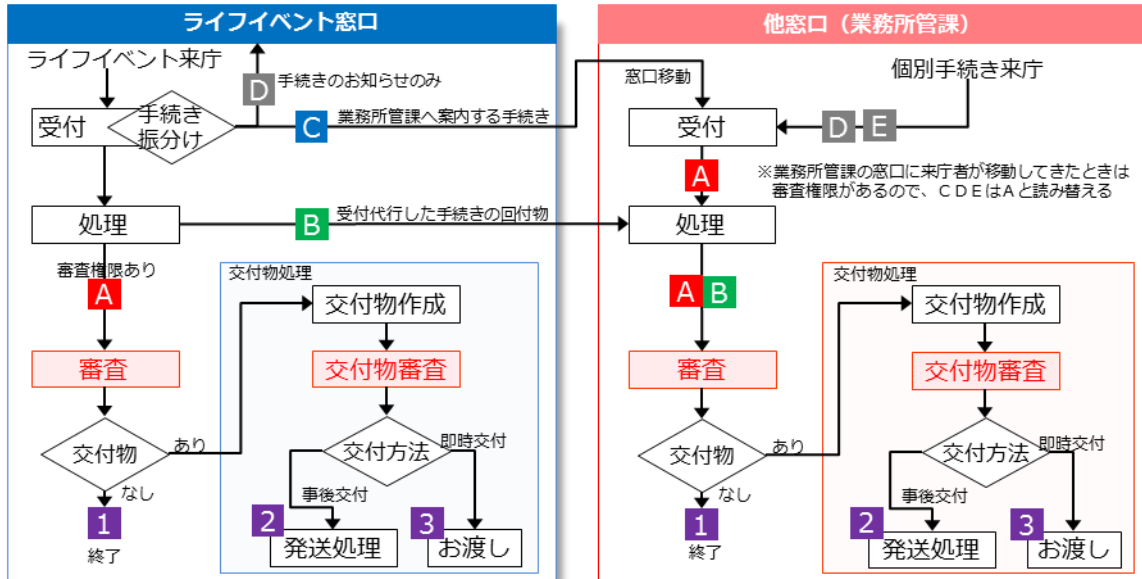 ライフイベント窓口
ライフイベント来庁
D
手続きのお知らせのみ
受付
手続き
振分け
C
業務所管課へ案内する手続き
処理
B
受付代行した手続きの回付物
審査権限あり
A
審査
交付物
あり
なし
1
終了
交付物処理
交付物作成
交付物審査
交付方法
即時交付
事後交付
2
発送処理
3
お渡し
他窓口（業務所管課）
窓口移動
個別手続き来庁
受付
D E
A
※業務所管課の窓口に来庁者が移動してきたときは
審査権限があるので、ＣＤＥはＡと読み替える
処理
A B
審査
交付物
あり
なし
1
終了
交付物処理
交付物作成
交付物審査
交付方法
即時交付
事後交付
2
発送処理
3
お渡し